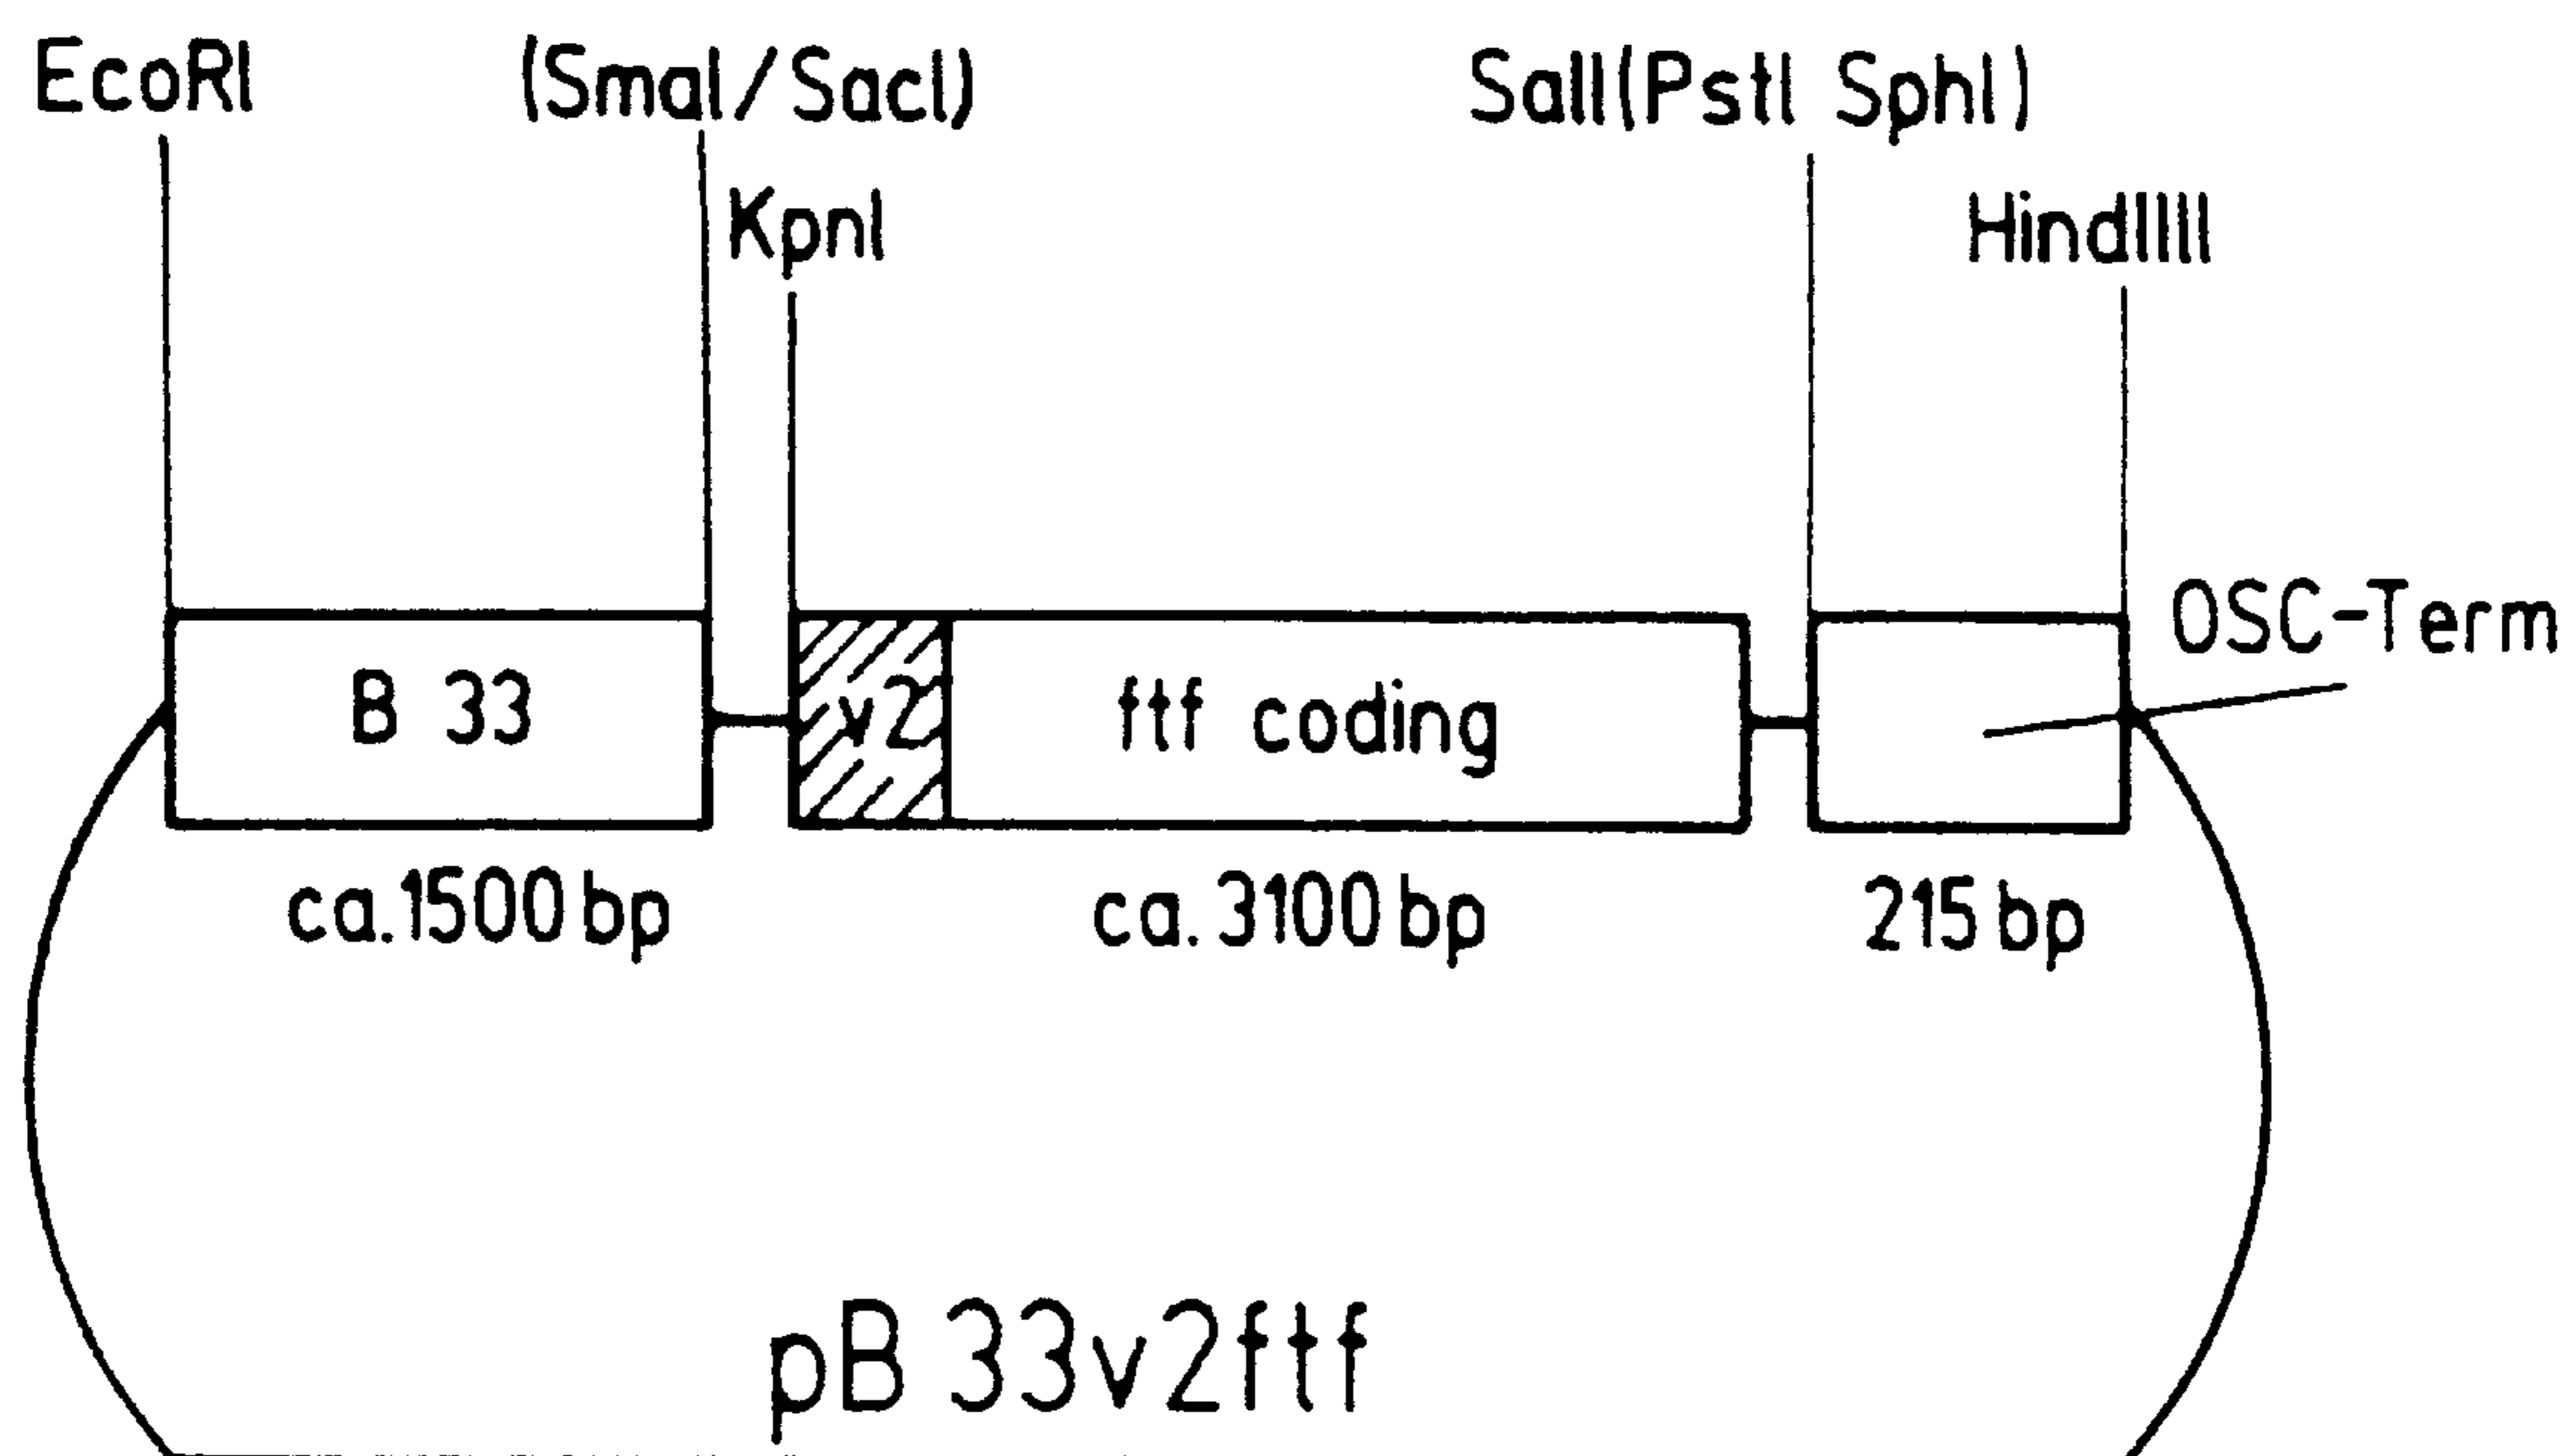 EcoRI (SmaI/SacI) SalI(PstI SphI)
KpnI HindIIII
OSC-Term
B 33 v2 ftf coding
ca.1500 bp ca. 3100 bp 215 bp
pB 33v2ftf